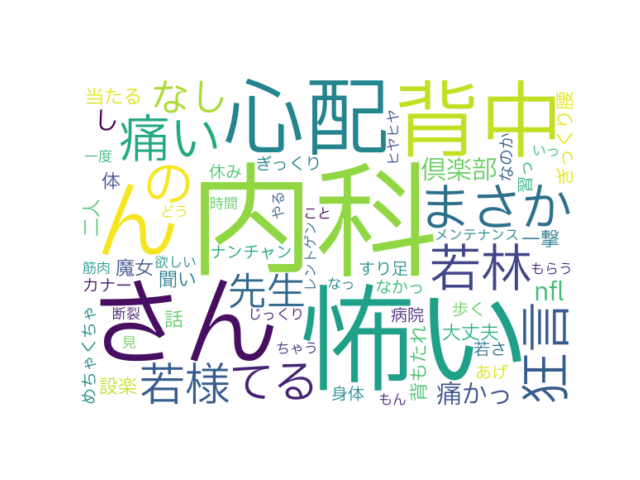 当たる
なし
心配
背中
ぎっくり腰
し
痛い
ヒヤヒヤ
なのか
いっ
一度
体
の
休み
ぎっくり
倶楽部
習っ
二人
ん
どう
時間
やる
内科
こと
まさか
ナンチャン
レントゲン
メンテナンス
一撃
筋肉
魔女
欲しい
聞い
カナー
先生
すり足
なかっ
若林
もらう
nfl
さん
なっ
怖い
断裂
話
じっくり
病院
歩く
大丈夫
若さ
狂言
めちゃくちゃ
見
ちゃう
設楽
若様
てる
身体
もん
背もたれ
痛かっ
あげ